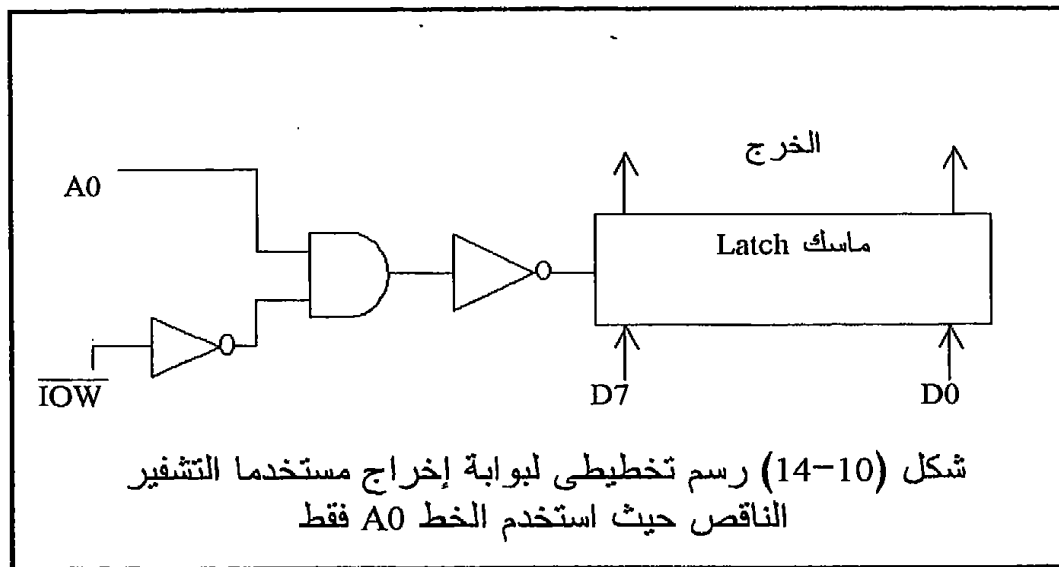 الخرج
A0
ماسك Latch
IOW
D7
D0
شكل (10-14) رسم تخطيطى لبوابة إخراج مستخدما التشفير
الناقص حيث استخدم الخط A0 فقط